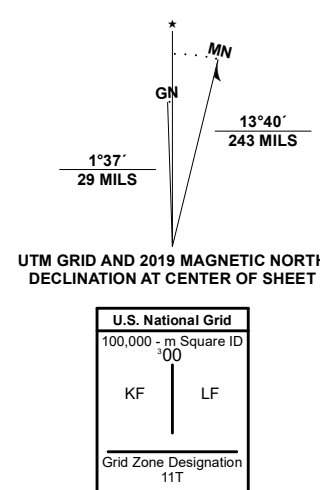 ★
MN
GN
13°40´
243 MILS
1°37´
29 MILS
UTM GRID AND 2019 MAGNETIC NORTH
DECLINATION AT CENTER OF SHEET
U.S. National Grid
100,000 - m Square ID
³00
KF LF
Grid Zone Designation
11T